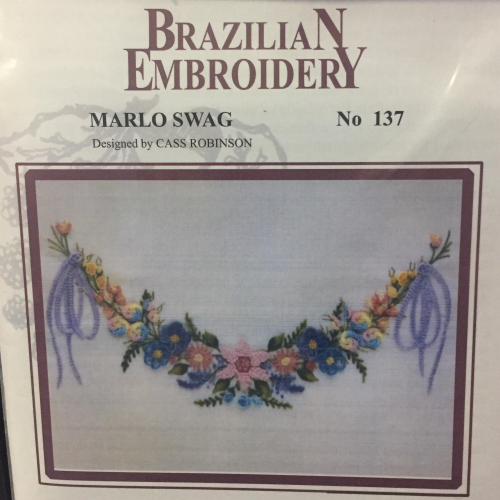 BRAZILIAN
EMBROIDERY
MARLO SWAG No 137
Designed by CASS ROBINSON